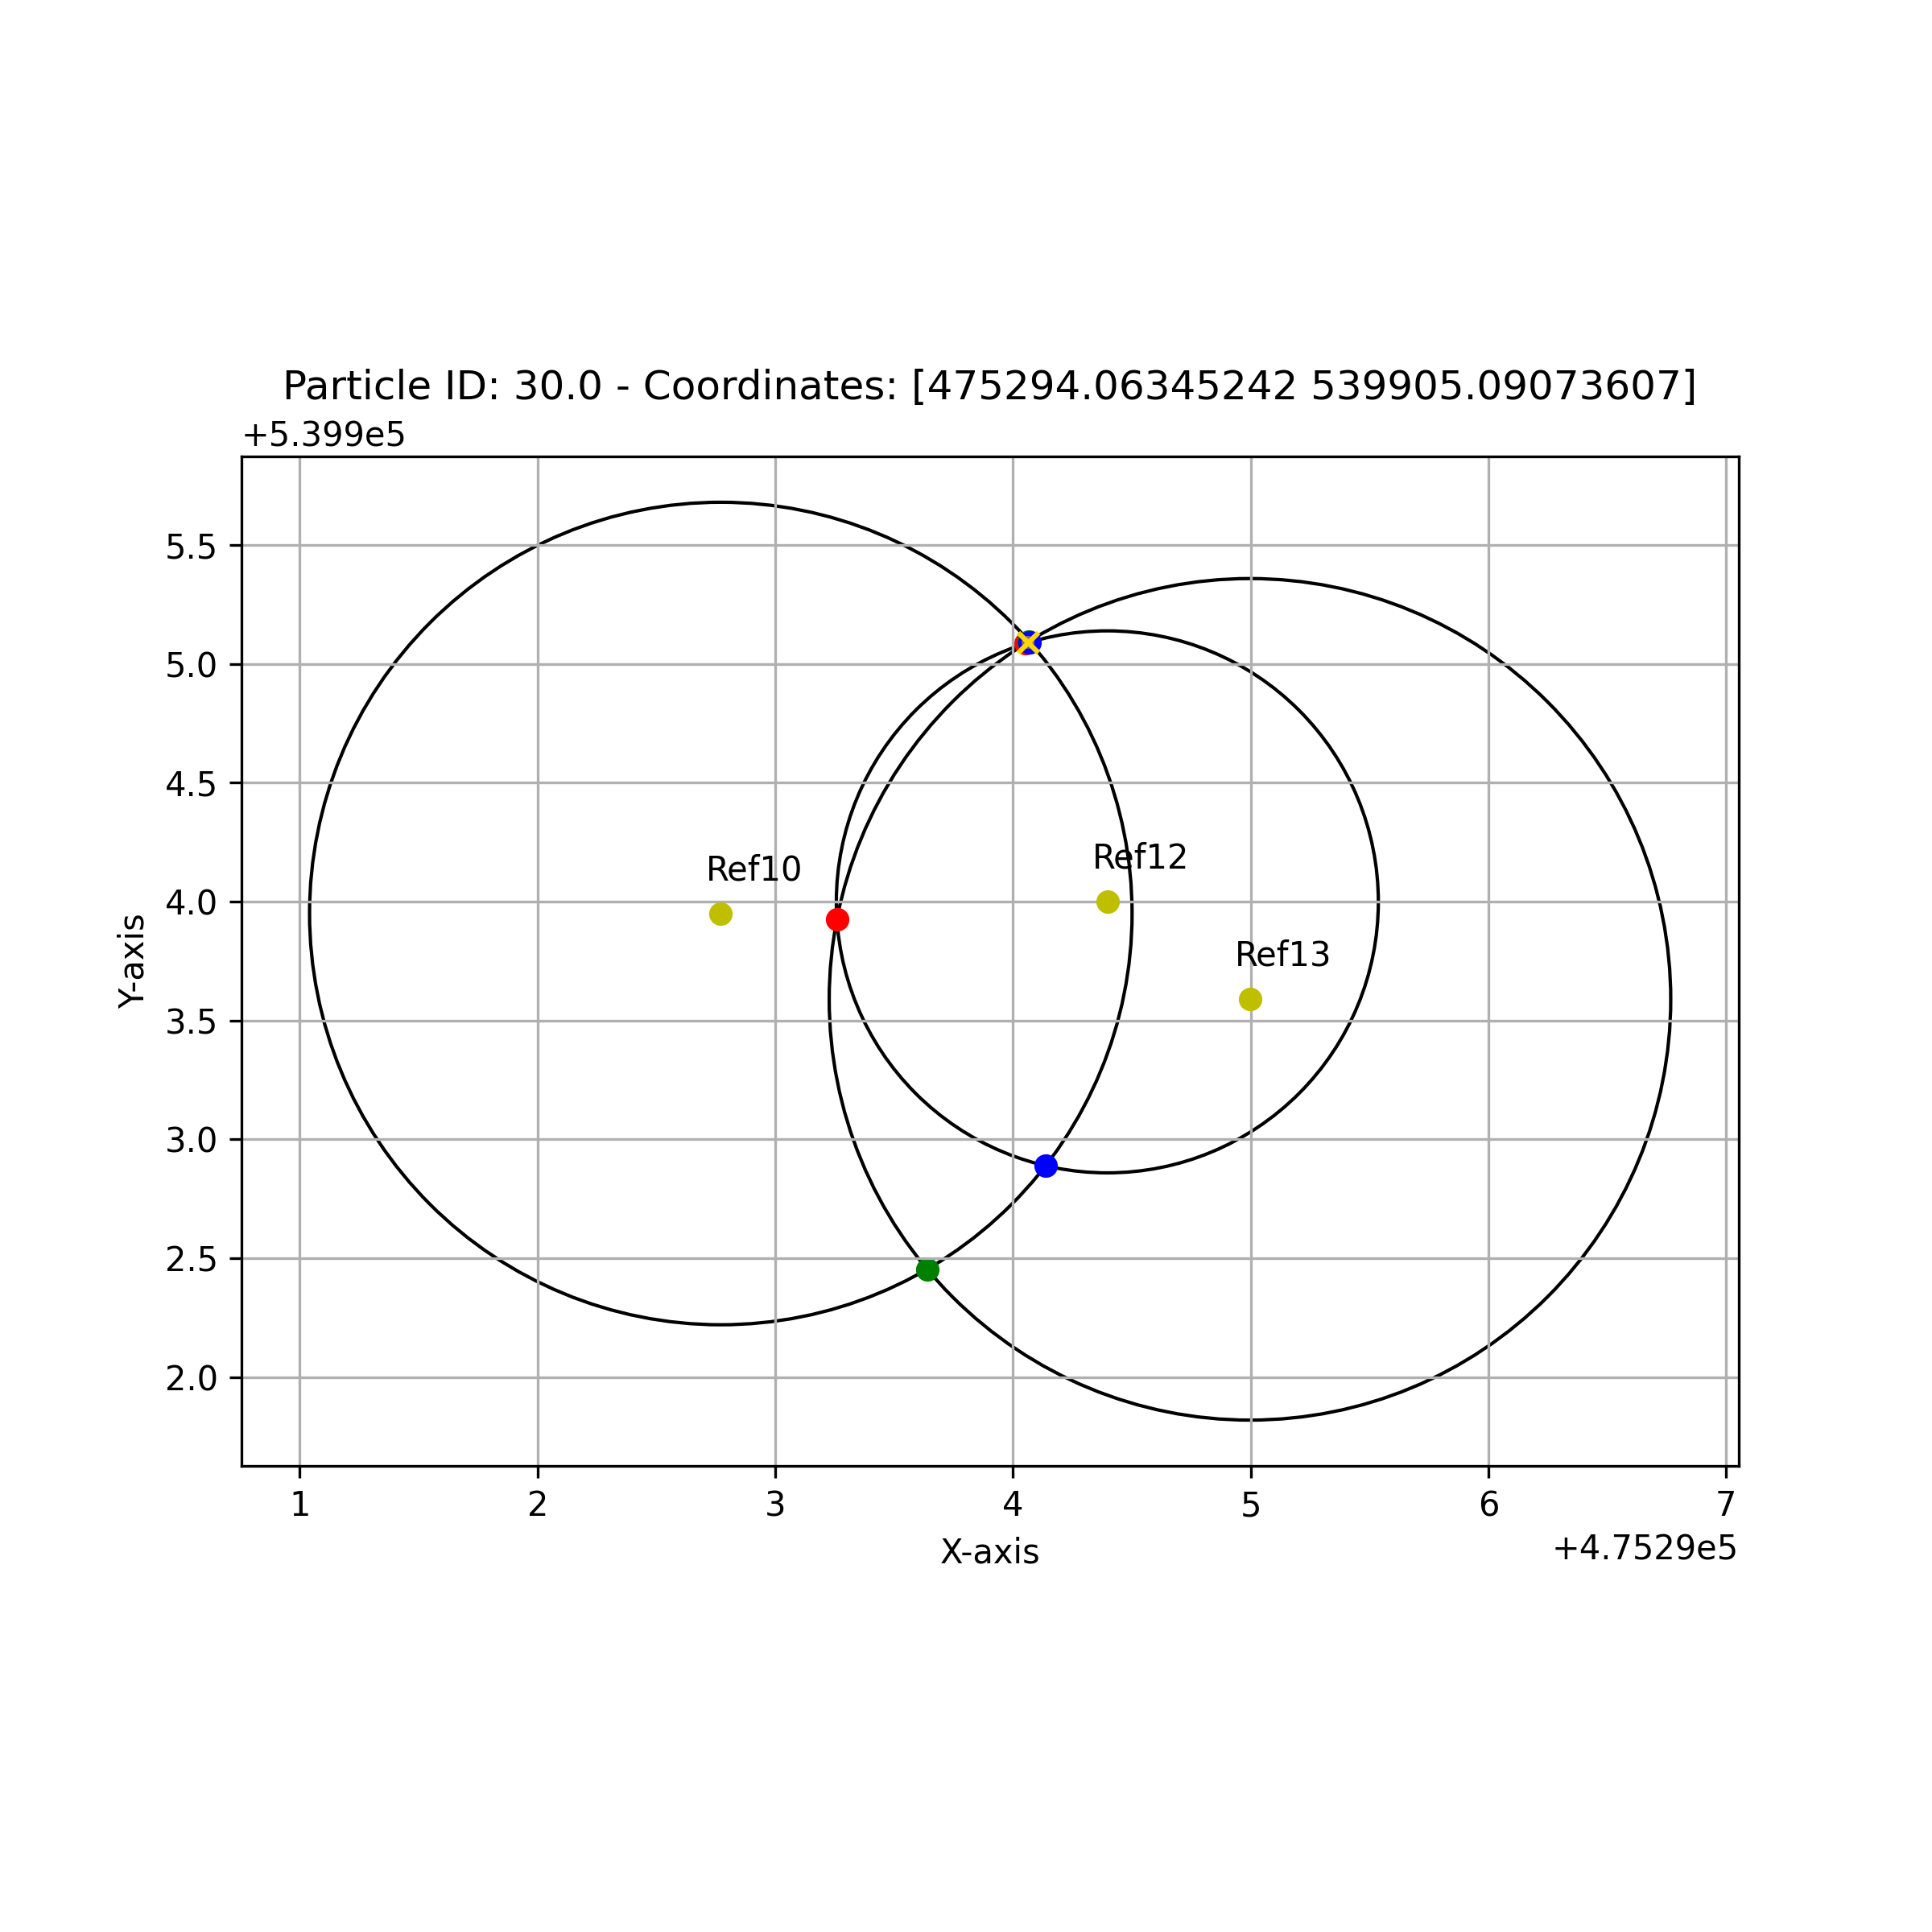 Particle ID: 30.0 - Coordinates: [475294.06345242 539905.09073607]
+5.399e5
5.5
5.0
4.5
4.0
3.5
3.0
2.5
2.0
Y-axis
Ref10
Ref12
Ref13
1 2 3 4 5 6 7
X-axis
+4.7529e5